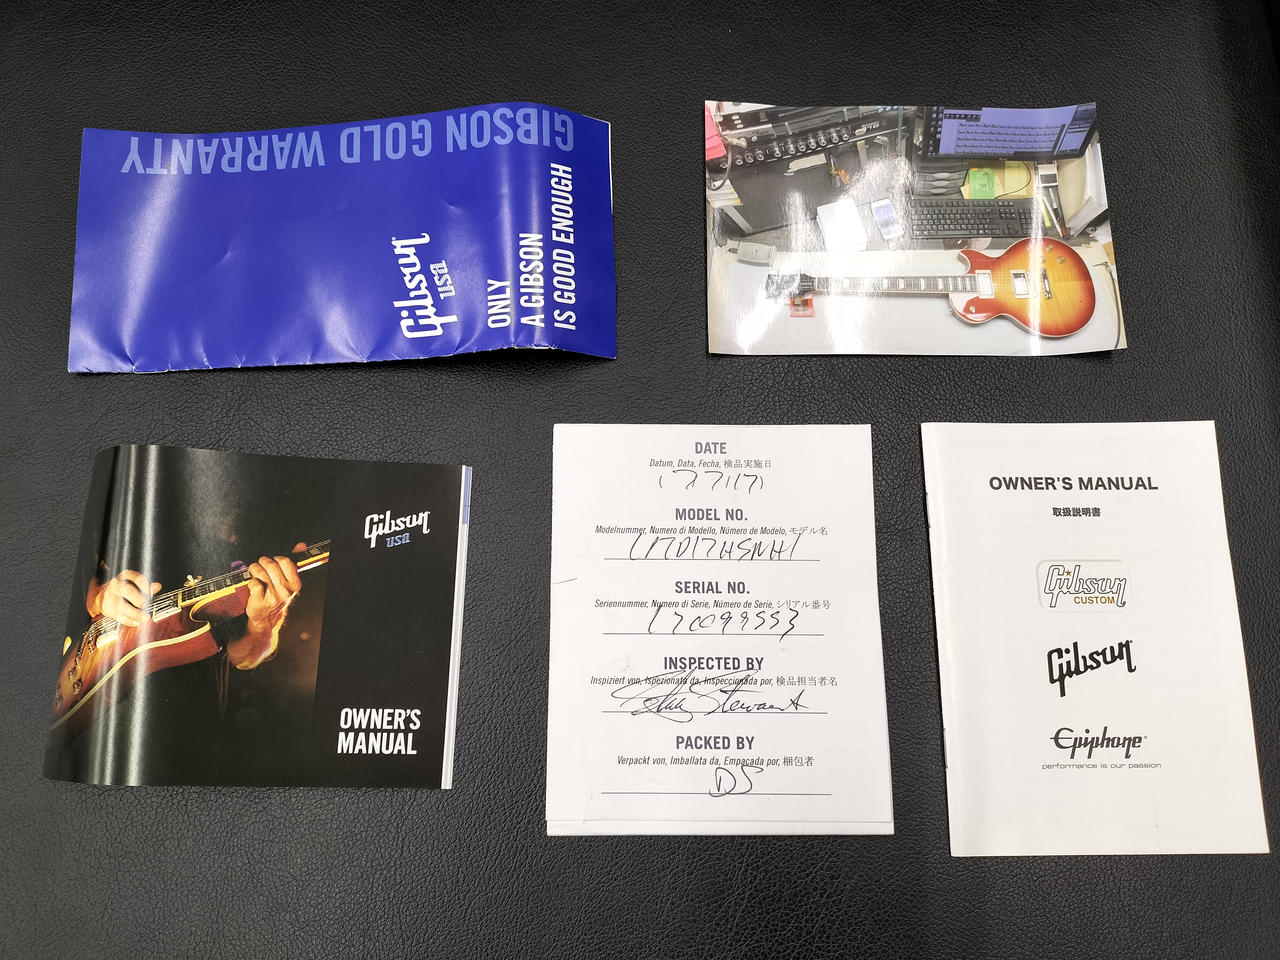 GIBSON GOLD WARRANTY
Gibson
usa
ONLY
A GIBSON
IS GOOD ENOUGH
Gibson
usa
OWNER'S
MANUAL
DATE
Datum, Data, Fecha, 検品実施日
MODEL NO.
Modelnummer, Numero di Modello, Número de Modelo, モデル名
SERIAL NO.
Seriennummer, Numero di Serie, Número de Serie, シリアル番号
INSPECTED BY
Inspiziert von, Ispezionata da, Inspeccionada por, 検品担当者名
Stewart
PACKED BY
Verpackt von, Imballata da, Empacada por, 梱包者
DS
OWNER'S MANUAL
取扱説明書
Gibson
CUSTOM
Gibson
Epiphone
performance is our passion